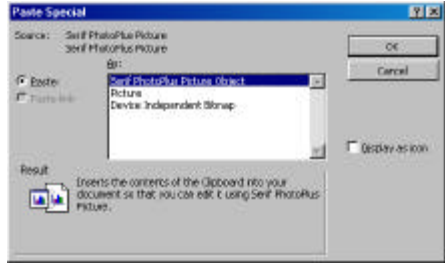 Paste Special
Source: Serif PhotoPlus Picture
Serif PhotoPlus Picture
As:
OK
Cancel
Paste
Paste link
Serif PhotoPlus Picture Object
Picture
Device Independent Bitmap
Display as icon
Result
Inserts the contents of the Clipboard into your
document so that you can edit it using Serif PhotoPlus
Picture.